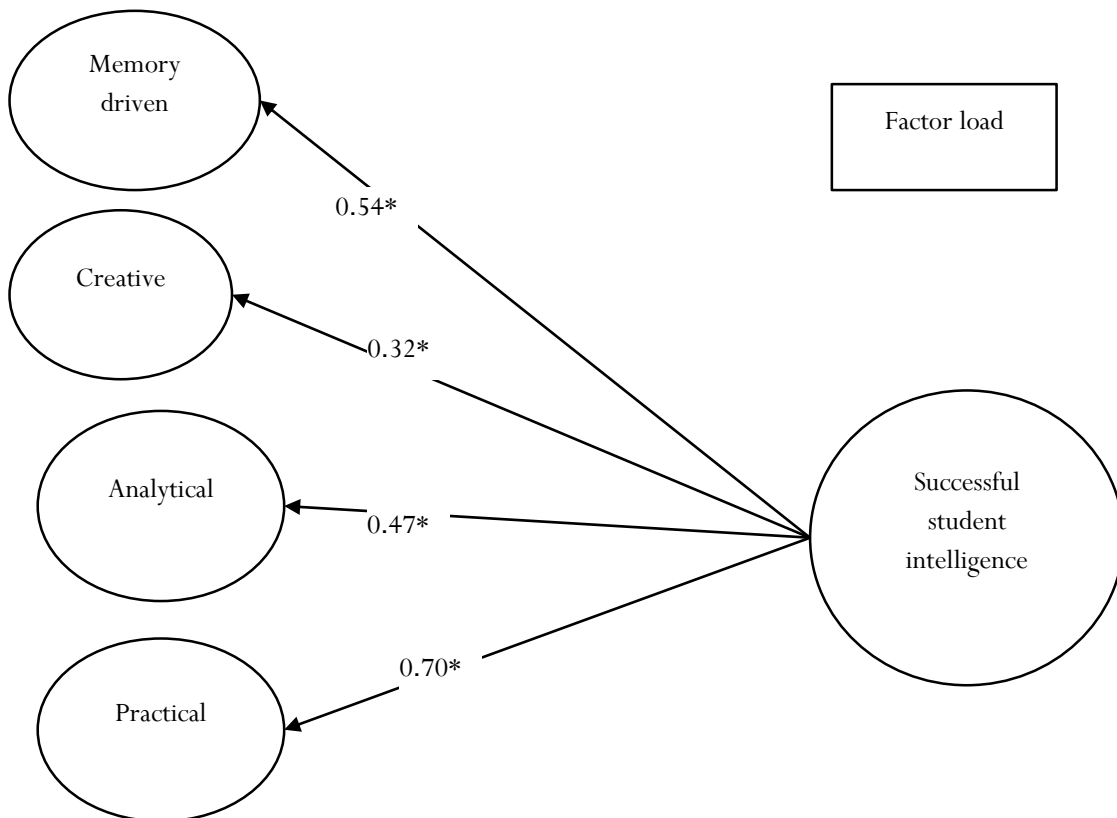 Memory
driven
Factor load
0.54*
Creative
0.32*
Analytical
0.47*
Successful
student
intelligence
Practical
0.70*